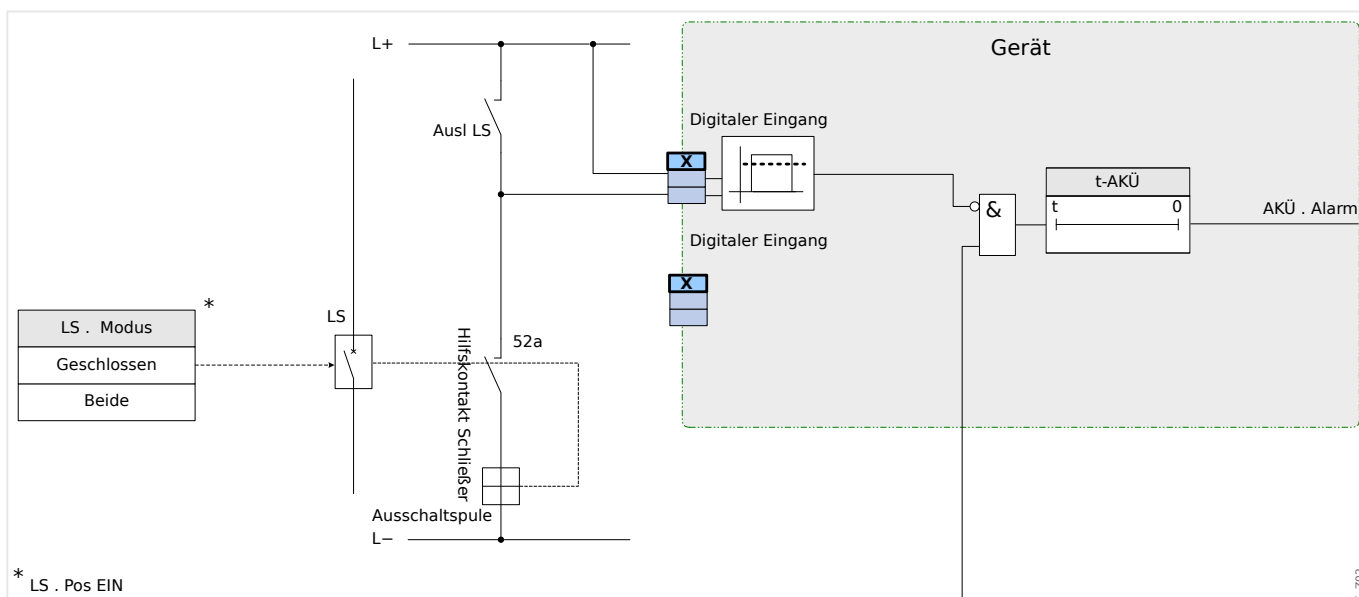 L+
Gerät
Ausl LS
Digitaler Eingang
X
t-AKÜ
t
0
&
AKÜ . Alarm
Digitaler Eingang
X
*
LS . Modus
Geschlossen
Beide
LS
52a
Hilfskontakt Schließer
Ausschaltspule
L−
* LS . Pos EIN